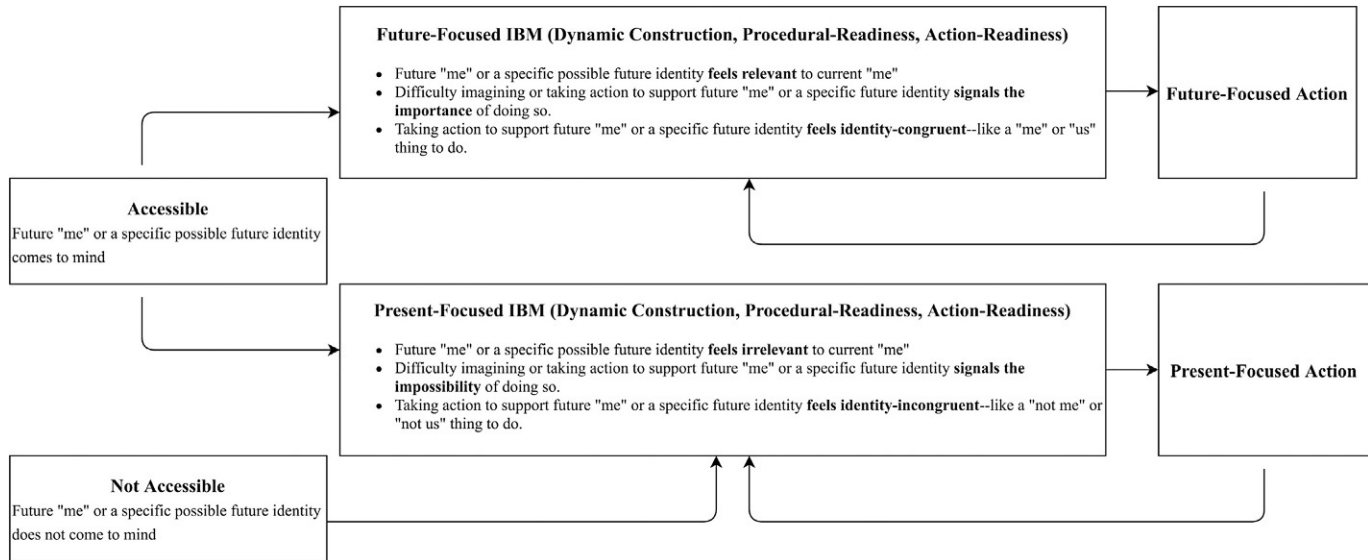 Future-Focused IBM (Dynamic Construction, Procedural-Readiness, Action-Readiness)
• Future "me" or a specific possible future identity feels relevant to current "me"
• Difficulty imagining or taking action to support future "me" or a specific future identity signals the
importance of doing so.
• Taking action to support future "me" or a specific future identity feels identity-congruent--like a "me" or "us"
thing to do.
Future-Focused Action
Accessible
Future "me" or a specific possible future identity
comes to mind
Present-Focused IBM (Dynamic Construction, Procedural-Readiness, Action-Readiness)
• Future "me" or a specific possible future identity feels irrelevant to current "me"
• Difficulty imagining or taking action to support future "me" or a specific future identity signals the
impossibility of doing so.
• Taking action to support future "me" or a specific future identity feels identity-incongruent--like a "not me" or
"not us" thing to do.
Present-Focused Action
Not Accessible
Future "me" or a specific possible future identity
does not come to mind